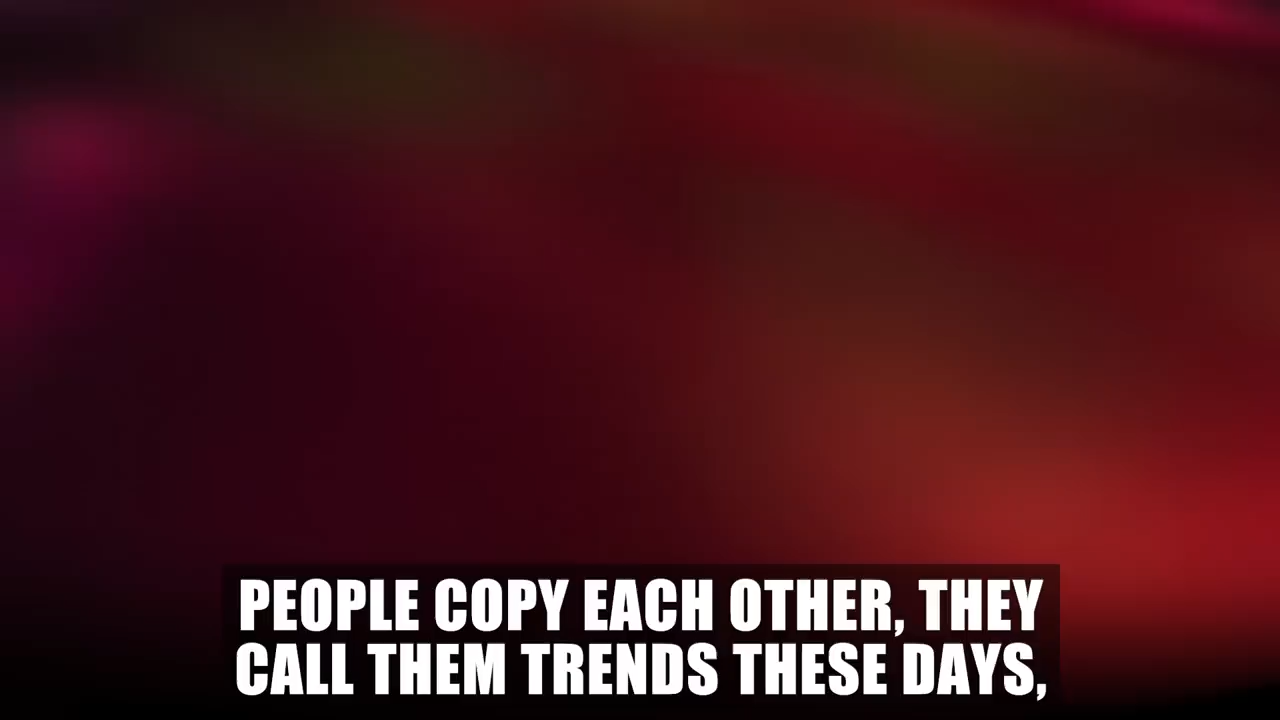 PEOPLE COPY EACH OTHER, THEY
CALL THEM TRENDS THESE DAYS,